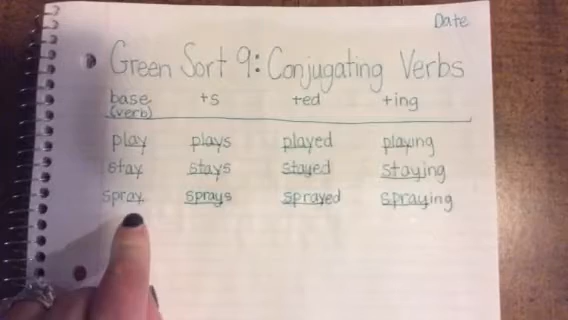 Date
Green Sort 9: Conjugating Verbs
base +s +ed +ing
(verb)
play plays played playing
stay stays stayed staying
spray sprays sprayed spraying